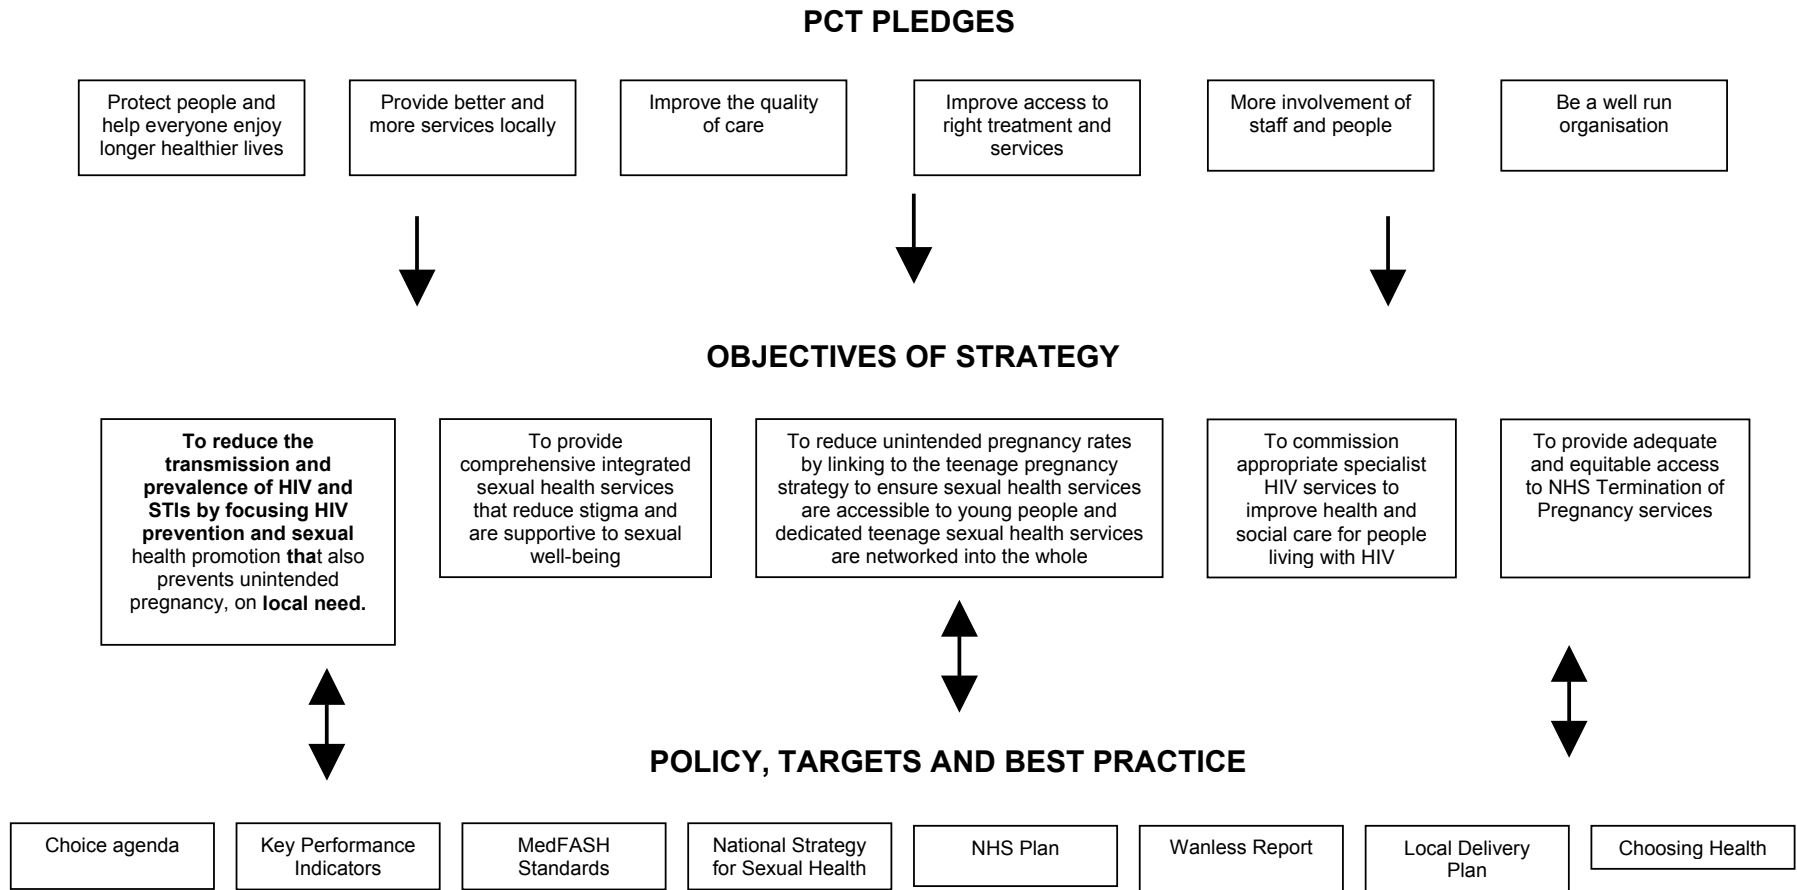 PCT PLEDGES
Protect people and
help everyone enjoy
longer healthier lives
Provide better and
more services locally
Improve the quality
of care
Improve access to
right treatment and
services
More involvement of
staff and people
Be a well run
organisation
OBJECTIVES OF STRATEGY
To reduce the
transmission and
prevalence of HIV and
STIs by focusing HIV
prevention and sexual
health promotion that also
prevents unintended
pregnancy, on local need.
To provide
comprehensive integrated
sexual health services
that reduce stigma and
are supportive to sexual
well-being
To reduce unintended pregnancy rates
by linking to the teenage pregnancy
strategy to ensure sexual health services
are accessible to young people and
dedicated teenage sexual health services
are networked into the whole
To commission
appropriate specialist
HIV services to
improve health and
social care for people
living with HIV
To provide adequate
and equitable access
to NHS Termination of
Pregnancy services
POLICY, TARGETS AND BEST PRACTICE
Choice agenda
Key Performance
Indicators
MedFASH
Standards
National Strategy
for Sexual Health
NHS Plan
Wanless Report
Local Delivery
Plan
Choosing Health